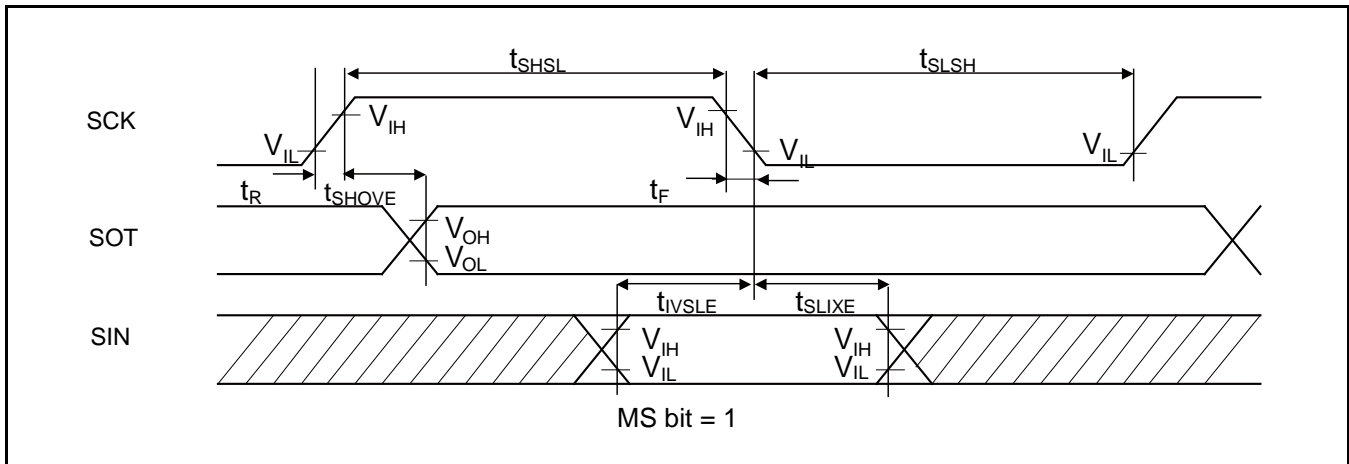 tSHSL
tSLSH
SCK
VIH
VIH
VIL
VIL
VIL
tR
tSHOVE
tF
SOT
VOH
VOL
tIVSLE
tSLIXE
SIN
VIH
VIH
VIL
VIL
MS bit = 1